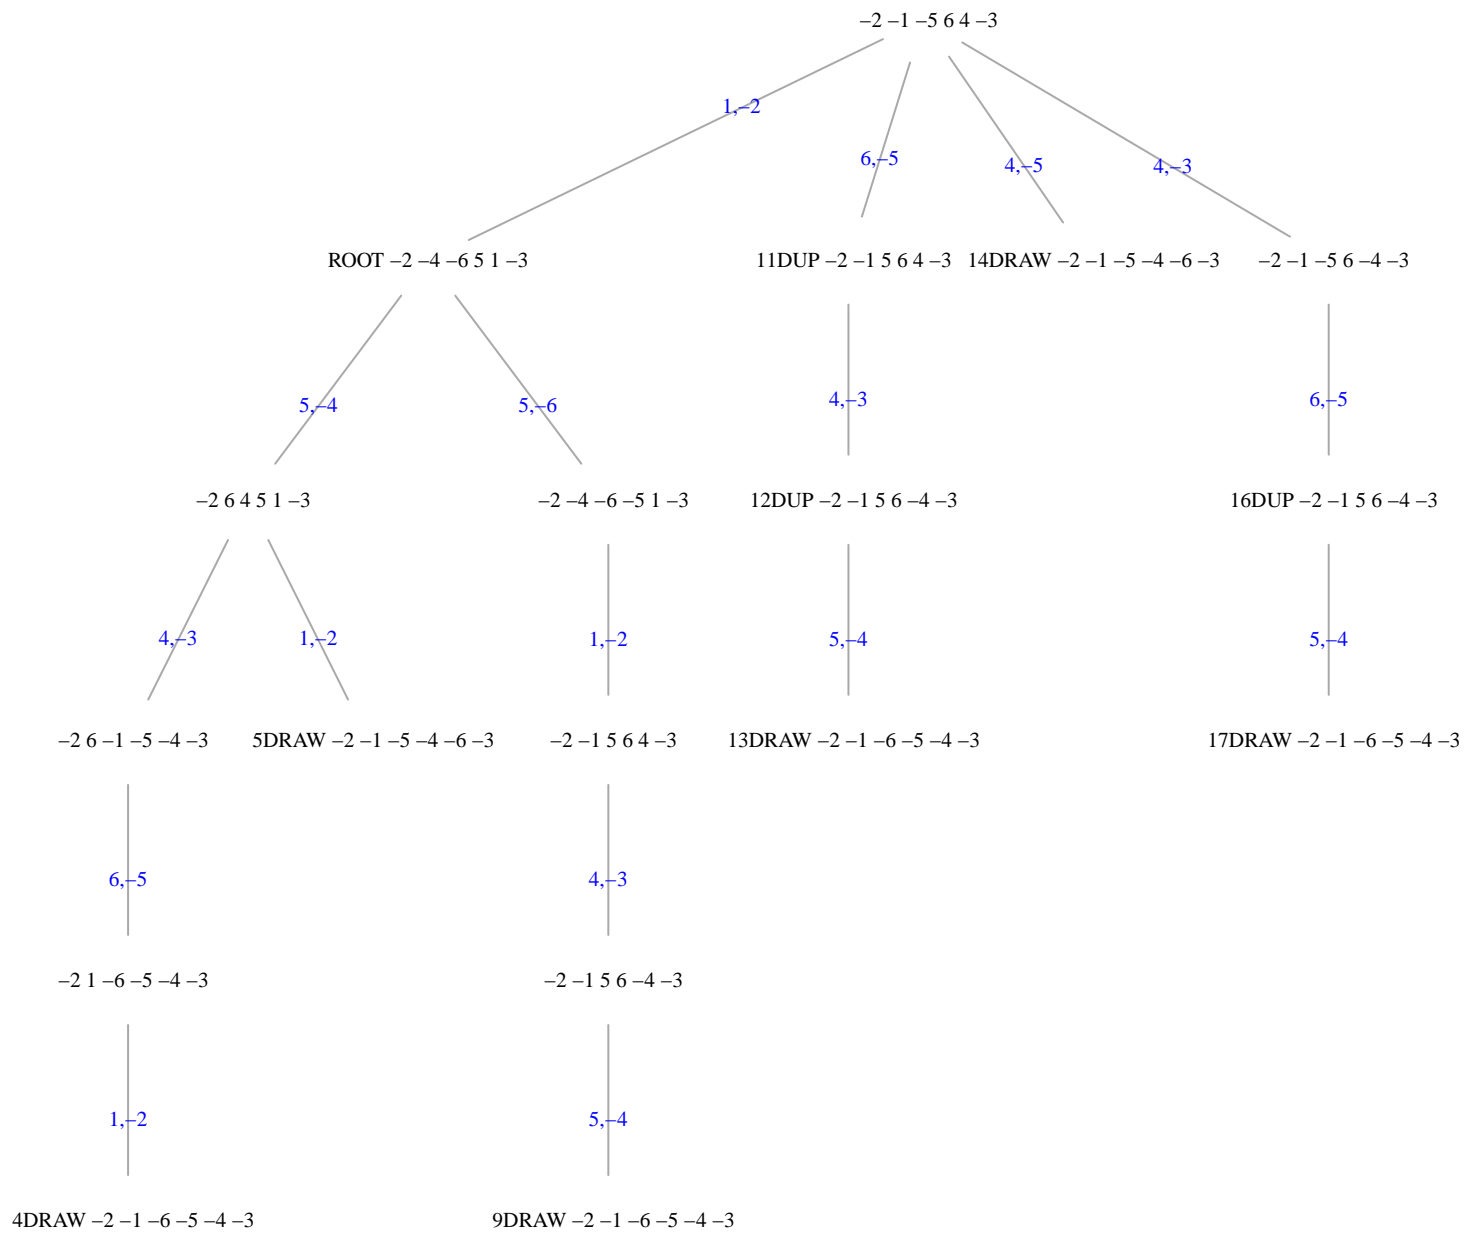 –2 –1 –5 6 4 –3
1,–2
6,–5
4,–5
4,–3
ROOT –2 –4 –6 5 1 –3
11DUP –2 –1 5 6 4 –3
14DRAW –2 –1 –5 –4 –6 –3
–2 –1 –5 6 –4 –3
5,–4
5,–6
4,–3
6,–5
–2 6 4 5 1 –3
–2 –4 –6 –5 1 –3
12DUP –2 –1 5 6 –4 –3
16DUP –2 –1 5 6 –4 –3
4,–3
1,–2
1,–2
5,–4
5,–4
–2 6 –1 –5 –4 –3
5DRAW –2 –1 –5 –4 –6 –3
–2 –1 5 6 4 –3
13DRAW –2 –1 –6 –5 –4 –3
17DRAW –2 –1 –6 –5 –4 –3
6,–5
4,–3
–2 1 –6 –5 –4 –3
–2 –1 5 6 –4 –3
1,–2
5,–4
4DRAW –2 –1 –6 –5 –4 –3
9DRAW –2 –1 –6 –5 –4 –3